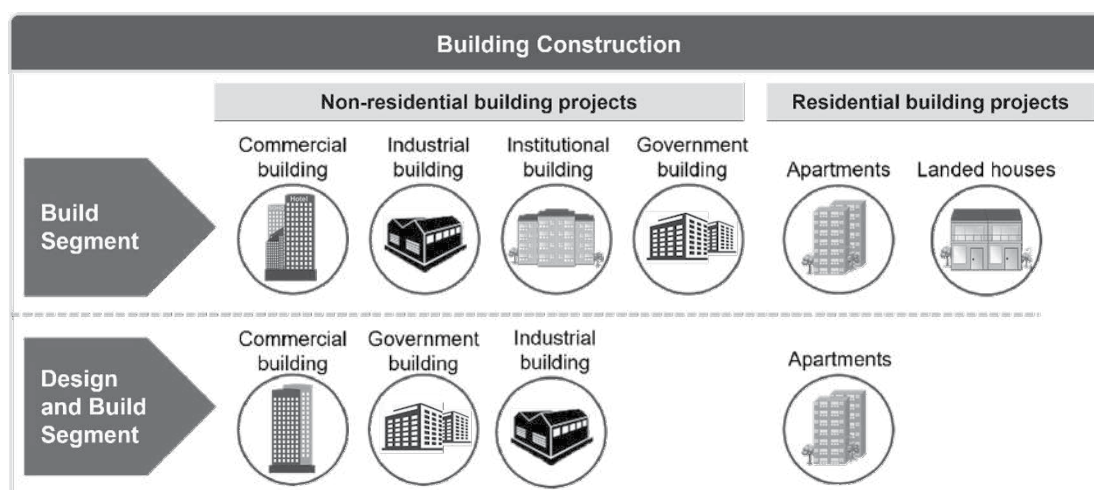 Building Construction
Non-residential building projects
Residential building projects
Build
Segment
Commercial
building
Industrial
building
Institutional
building
Government
building
Apartments
Landed houses
Hotel
Design
and Build
Segment
Commercial
building
Government
building
Industrial
building
Apartments